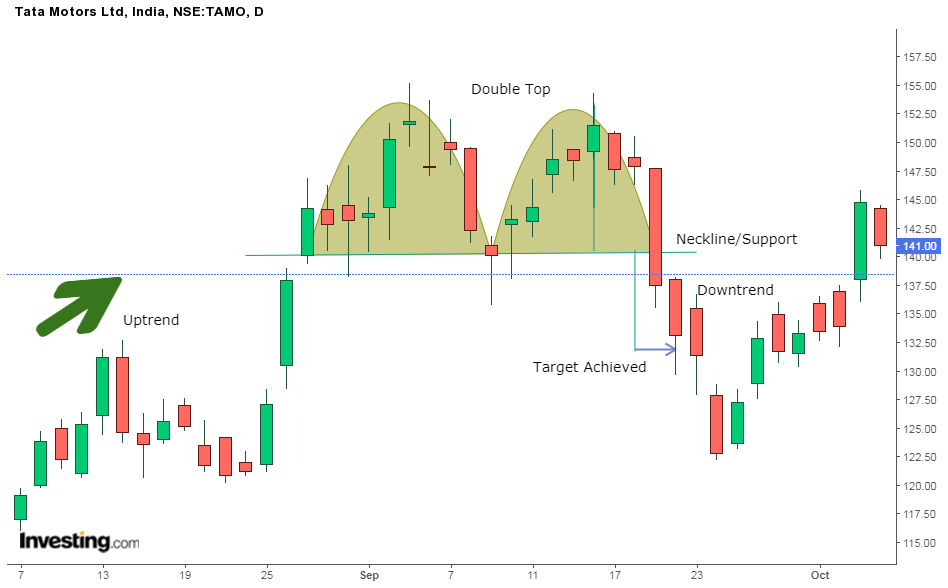 Tata Motors Ltd, India, NSE:TAMO, D
157.50
155.00
Double Top
152.50
150.00
147.50
145.00
142.50
Neckline/Support
141.00
140.00
137.50
Downtrend
135.00
Uptrend
132.50
Target Achieved
130.00
127.50
125.00
122.50
120.00
117.50
115.00
Investing.com
7 13 19 25 Sep 7 11 17 23 Oct